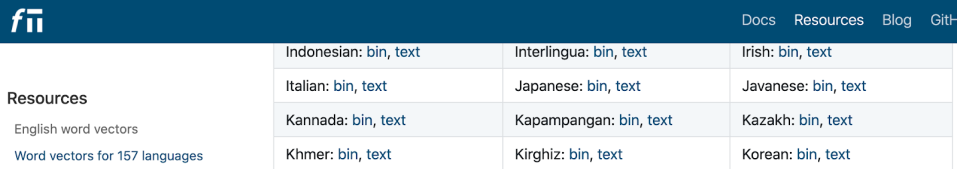 Docs Resources Blog GitH
Indonesian: bin, text Interlingua: bin, text Irish: bin, text
Resources
Italian: bin, text Japanese: bin, text Javanese: bin, text
English word vectors
Kannada: bin, text Kapampangan: bin, text Kazakh: bin, text
Word vectors for 157 languages
Khmer: bin, text Kirghiz: bin, text Korean: bin, text